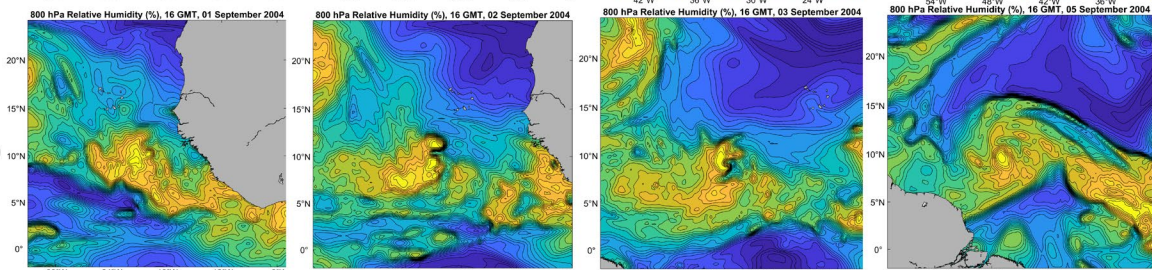 800 hPa Relative Humidity (%), 16 GMT, 01 September 2004
20°N
15°N
10°N
5°N
0°
800 hPa Relative Humidity (%), 16 GMT, 02 September 2004
20°N
15°N
10°N
5°N
0°
42°W 36°W 30°W 24°W
800 hPa Relative Humidity (%), 16 GMT, 03 September 2004
20°N
15°N
10°N
5°N
0°
54°W 48°W 42°W 36°W
800 hPa Relative Humidity (%), 16 GMT, 05 September 2004
20°N
15°N
10°N
5°N
0°